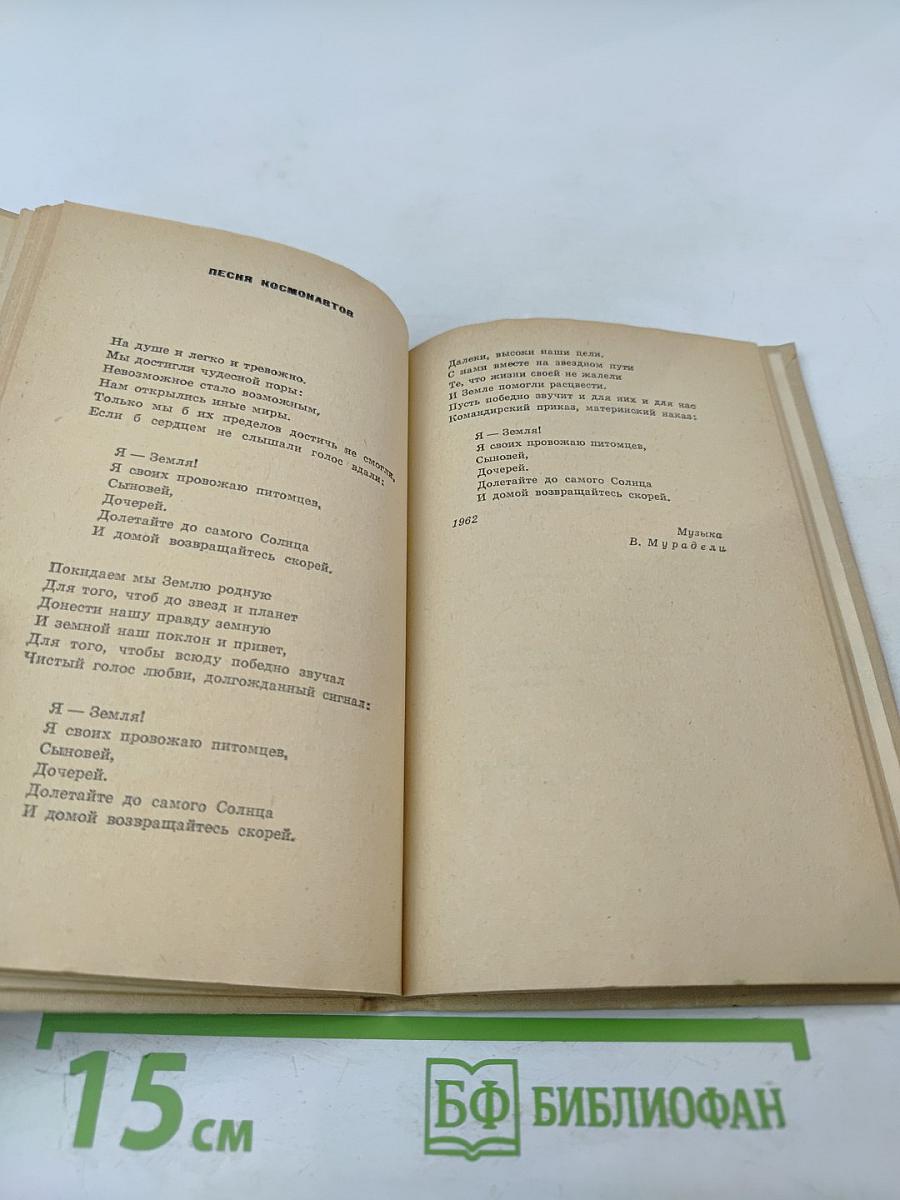 ПЕСНЯ КОСМОНАВТОВ
На душе и легко и тревожно.
Мы достигли чудесной поры:
Невозможное стало возможным,
Нам открылись иные миры.
Только мы б их пределов достичь не смогли,
Если б сердцем не слышали голос вдали:
Я — Земля!
Я своих провожаю питомцев,
Сыновей,
Дочерей.
Долетайте до самого Солнца
И домой возвращайтесь скорей.
Покидаем мы Землю родную
Для того, чтоб до звезд и планет
Донести нашу правду земную
И земной наш поклон и привет,
Для того, чтобы всюду победно звучал
Чистый голос любви, долгожданный сигнал:
Я — Земля!
Я своих провожаю питомцев,
Сыновей,
Дочерей.
Долетайте до самого Солнца
И домой возвращайтесь скорей.
Далеки, высоки наши цели.
С нами вместе на звездном пути
Те, что жизни своей не жалели
И Земле помогли расцвести.
Пусть победно звучит и для них и для нас
Командирский приказ, материнский наказ:
Я — Земля!
Я своих провожаю питомцев,
Сыновей,
Дочерей.
Долетайте до самого Солнца
И домой возвращайтесь скорей.
1962
Музыка
В. Мурадели
15 см
БФ БИБЛИОФАН